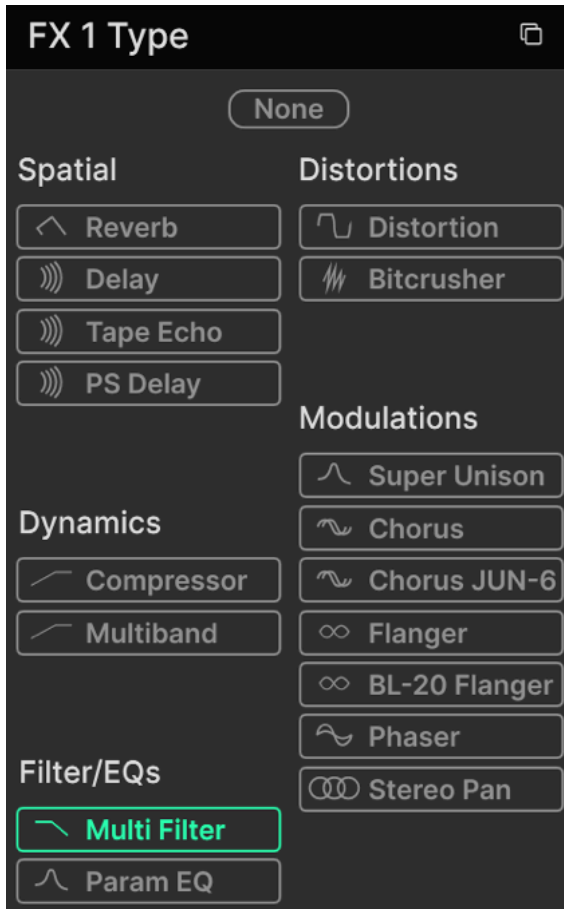 FX 1 Type
None
Spatial
Reverb
Delay
Tape Echo
PS Delay
Dynamics
Compressor
Multiband
Filter/EQs
Multi Filter
Param EQ
Distortions
Distortion
Bitcrusher
Modulations
Super Unison
Chorus
Chorus JUN-6
Flanger
BL-20 Flanger
Phaser
Stereo Pan